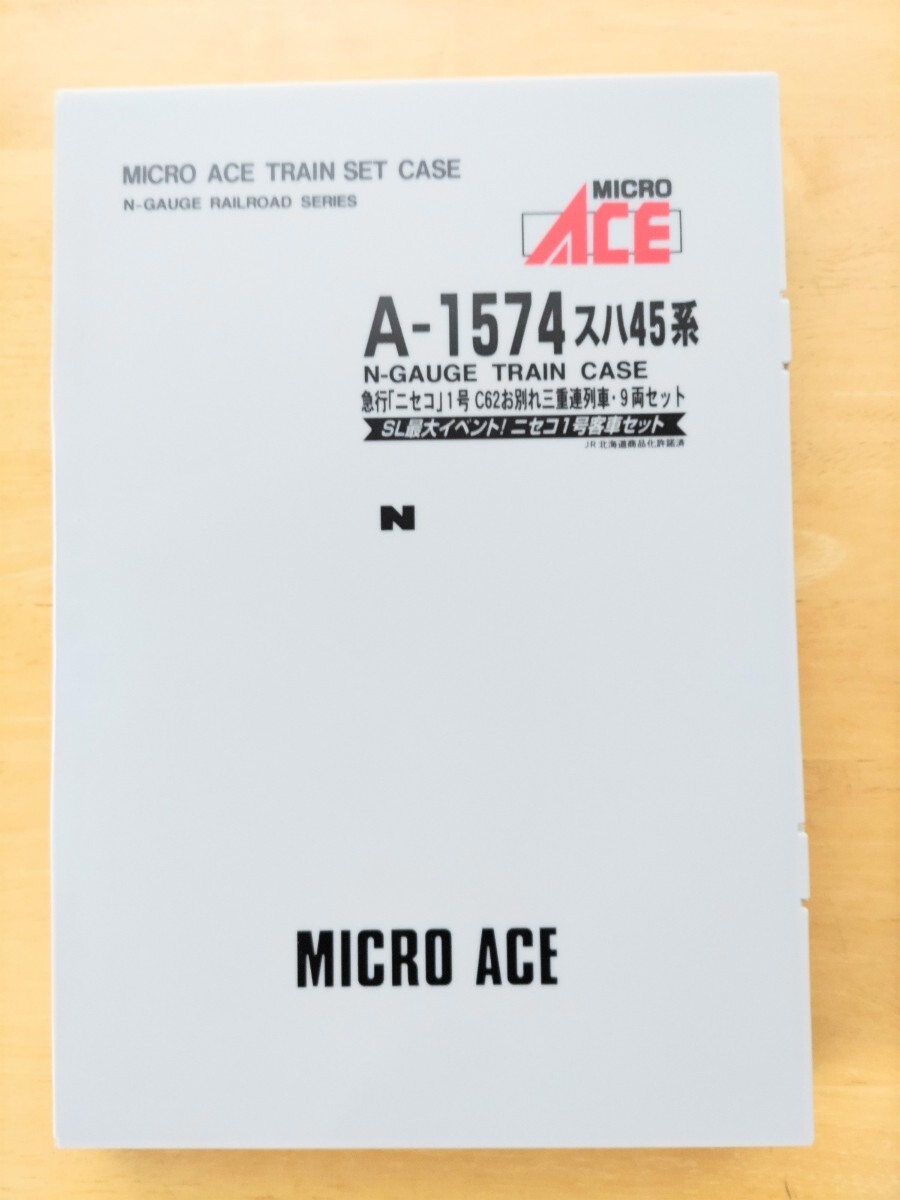 MICRO ACE TRAIN SET CASE
N-GAUGE RAILROAD SERIES
MICRO
ACE
A-1574 スハ45系
N-GAUGE TRAIN CASE
急行「ニセコ」1号 C62お別れ三重連列車・9両セット
SL最大イベント!ニセコ1号客車セット
JR北海道商品化許諾済
N
MICRO ACE